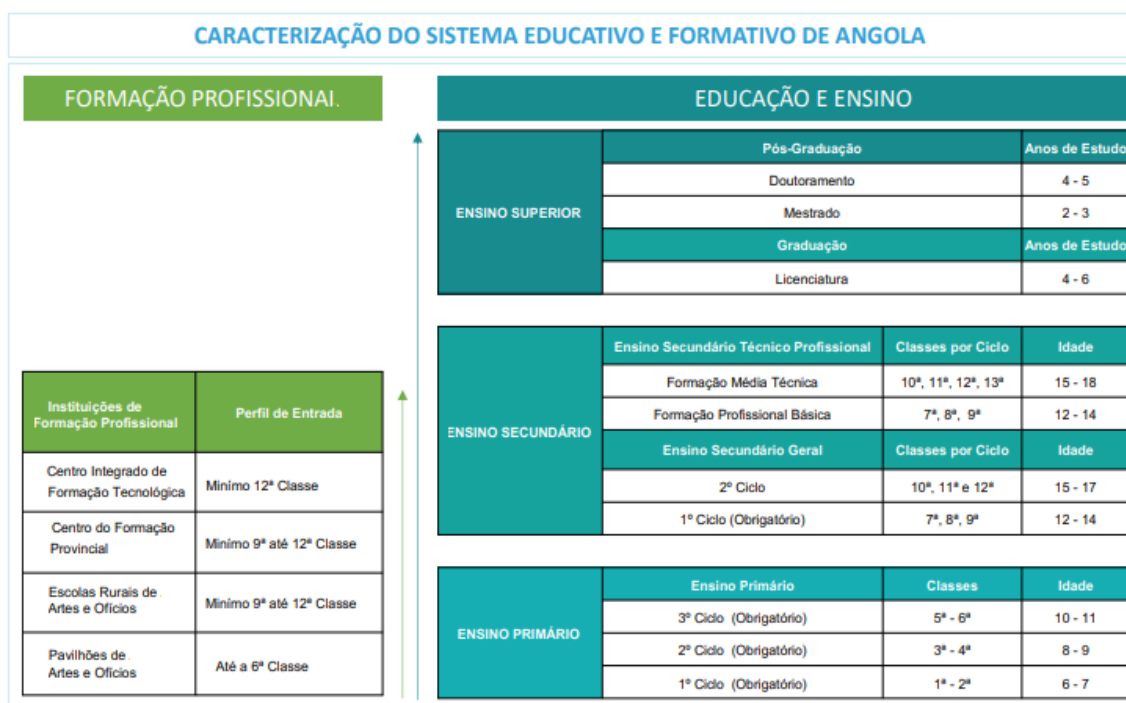 CARACTERIZAÇÃO DO SISTEMA EDUCATIVO E FORMATIVO DE ANGOLA
FORMAÇÃO PROFISSIONAL.
Instituições de
Formação Profissional
Perfil de Entrada
Centro Integrado de
Formação Tecnológica
Minimo 12ª Classe
Centro do Formação
Provincial
Minímo 9ª até 12ª Classe
Escolas Rurais de.
Artes e Ofícios
Minímo 9ª até 12ª Classe
Pavilhões de.
Artes e Ofícios
Até a 6ª Classe
EDUCAÇÃO E ENSINO
ENSINO SUPERIOR
Pós-Graduação Anos de Estudo
Doutoramento 4 - 5
Mestrado 2 - 3
Graduação Anos de Estudo
Licenciatura 4 - 6
ENSINO SECUNDÁRIO
Ensino Secundário Técnico Profissional Classes por Ciclo Idade
Formação Média Técnica 10ª, 11ª, 12ª, 13ª 15 - 18
Formação Profissional Básica 7ª, 8ª, 9ª 12 - 14
Ensino Secundário Geral Classes por Ciclo Idade
2º Ciclo 10ª, 11ª e 12ª 15 - 17
1º Ciclo (Obrigatório) 7ª, 8ª, 9ª 12 - 14
ENSINO PRIMÁRIO
Ensino Primário Classes Idade
3º Ciclo (Obrigatório) 5ª - 6ª 10 - 11
2º Ciclo (Obrigatório) 3ª - 4ª 8 - 9
1º Ciclo (Obrigatório) 1ª - 2ª 6 - 7